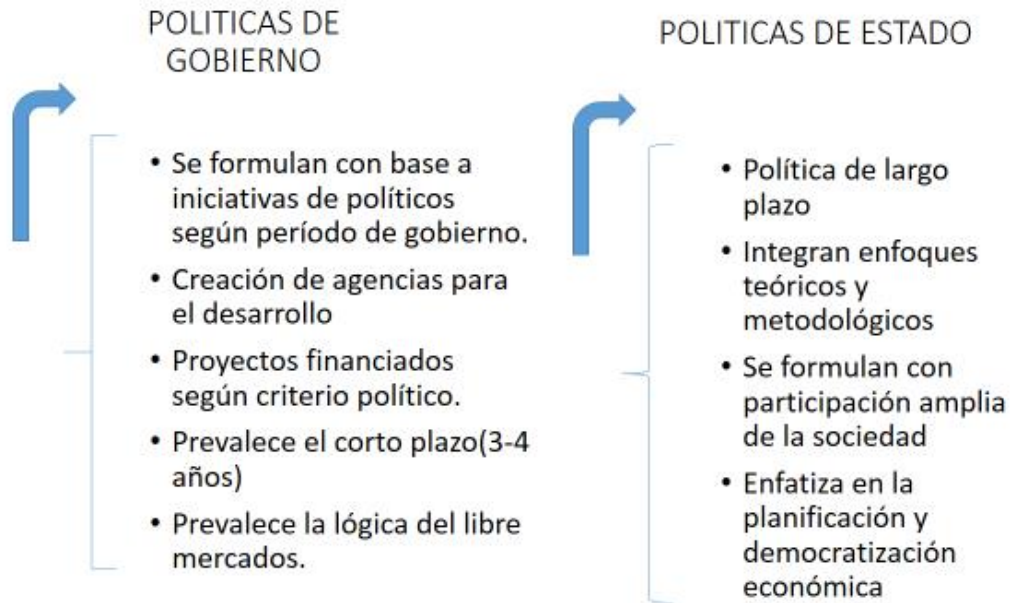 POLITICAS DE
GOBIERNO
• Se formulan con base a
iniciativas de políticos
según período de gobierno.
• Creación de agencias para
el desarrollo
• Proyectos financiados
según criterio político.
• Prevalece el corto plazo(3-4
años)
• Prevalece la lógica del libre
mercados.
POLITICAS DE ESTADO
• Política de largo
plazo
• Integran enfoques
teóricos y
metodológicos
• Se formulan con
participación amplia
de la sociedad
• Enfatiza en la
planificación y
democratización
económica